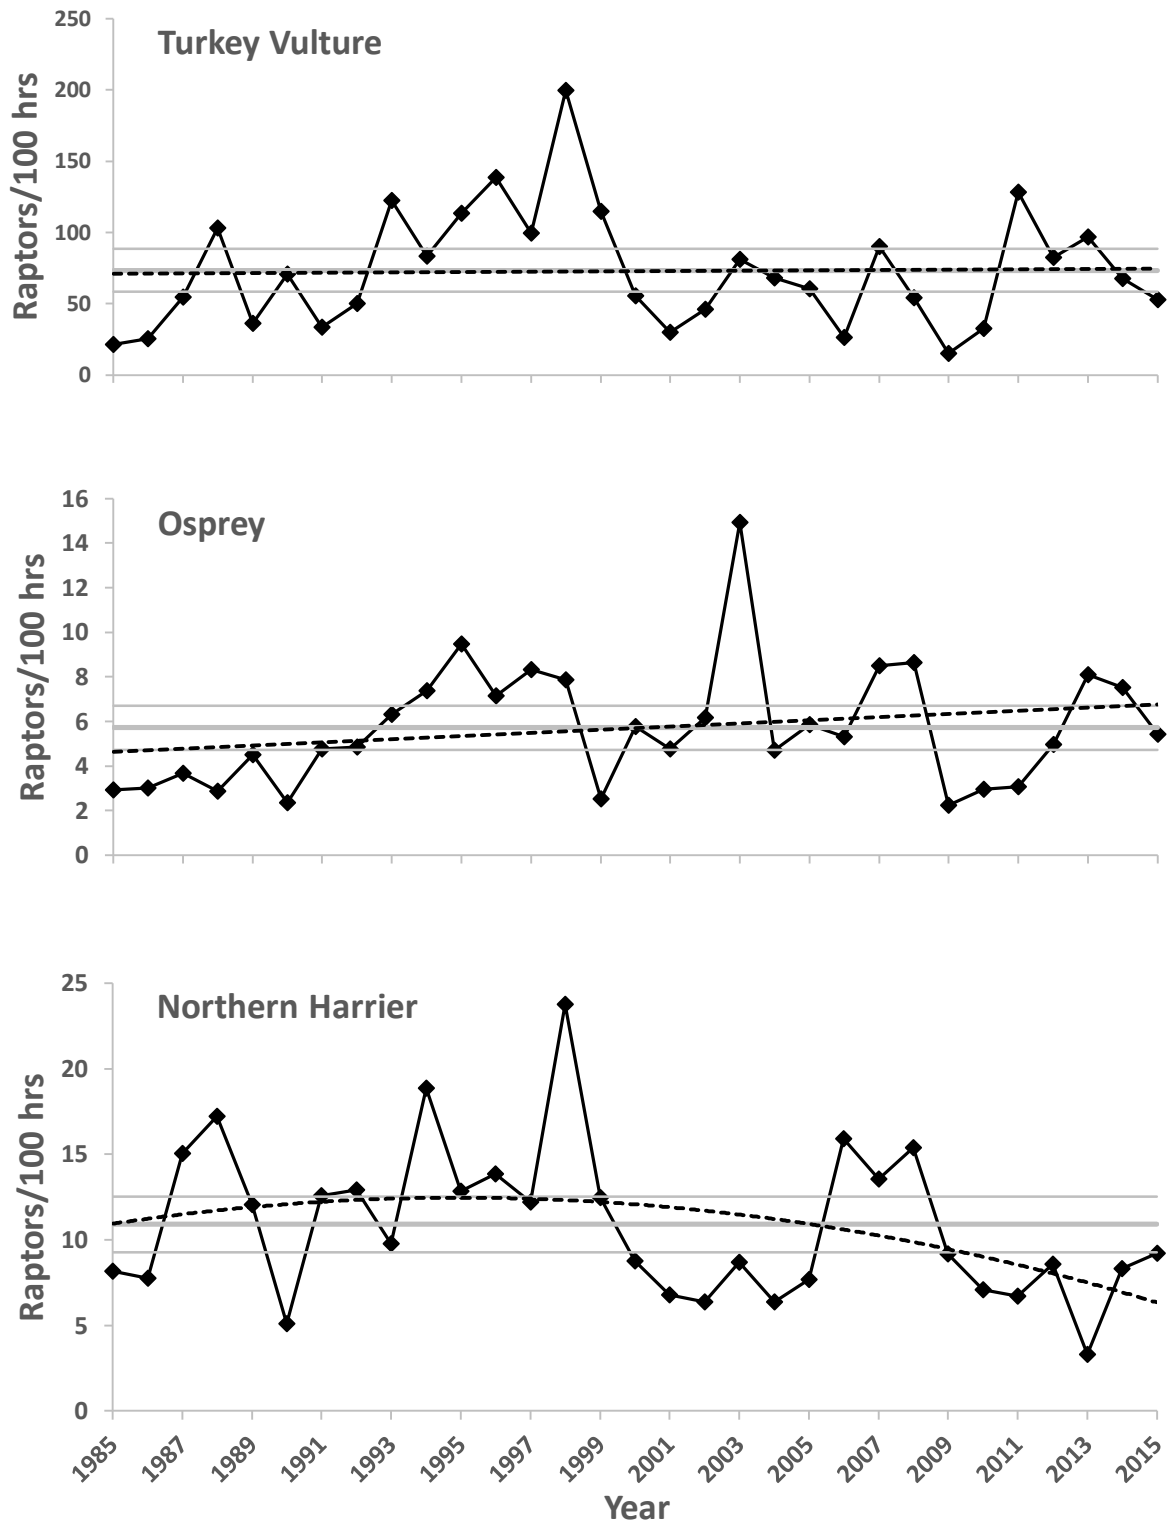 Turkey Vulture
Raptors/100 hrs
250
200
150
100
50
0
Osprey
Raptors/100 hrs
16
14
12
10
8
6
4
2
0
Northern Harrier
Raptors/100 hrs
25
20
15
10
5
0
1985 1987 1989 1991 1993 1995 1997 1999 2001 2003 2005 2007 2009 2011 2013 2015
Year